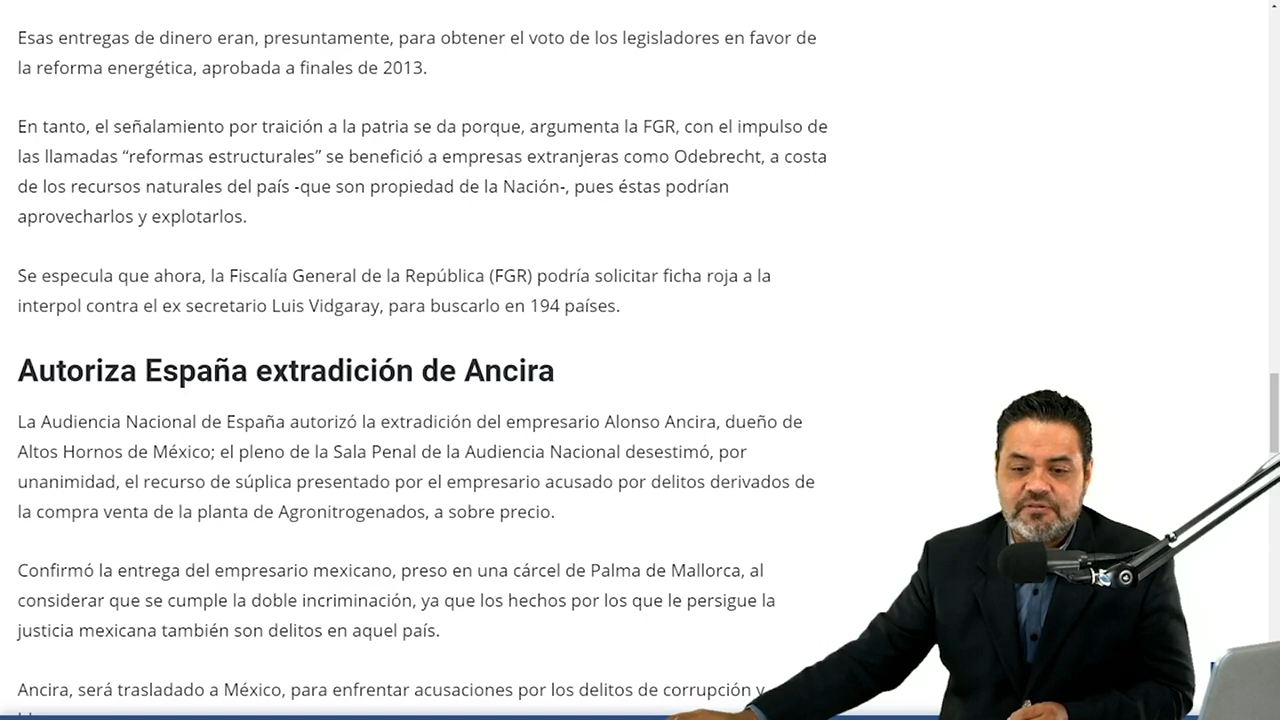 Esas entregas de dinero eran, presuntamente, para obtener el voto de los legisladores en favor de
la reforma energética, aprobada a finales de 2013.
En tanto, el señalamiento por traición a la patria se da porque, argumenta la FGR, con el impulso de
las llamadas “reformas estructurales” se benefició a empresas extranjeras como Odebrecht, a costa
de los recursos naturales del país -que son propiedad de la Nación-, pues éstas podrían
aprovecharlos y explotarlos.
Se especula que ahora, la Fiscalía General de la República (FGR) podría solicitar ficha roja a la
interpol contra el ex secretario Luis Vidgaray, para buscarlo en 194 países.
Autoriza España extradición de Ancira
La Audiencia Nacional de España autorizó la extradición del empresario Alonso Ancira, dueño de
Altos Hornos de México; el pleno de la Sala Penal de la Audiencia Nacional desestimó, por
unanimidad, el recurso de súplica presentado por el empresario acusado por delitos derivados de
la compra venta de la planta de Agronitrogenados, a sobre precio.
Confirmó la entrega del empresario mexicano, preso en una cárcel de Palma de Mallorca, al
considerar que se cumple la doble incriminación, ya que los hechos por los que le persigue la
justicia mexicana también son delitos en aquel país.
Ancira, será trasladado a México, para enfrentar acusaciones por los delitos de corrupción y